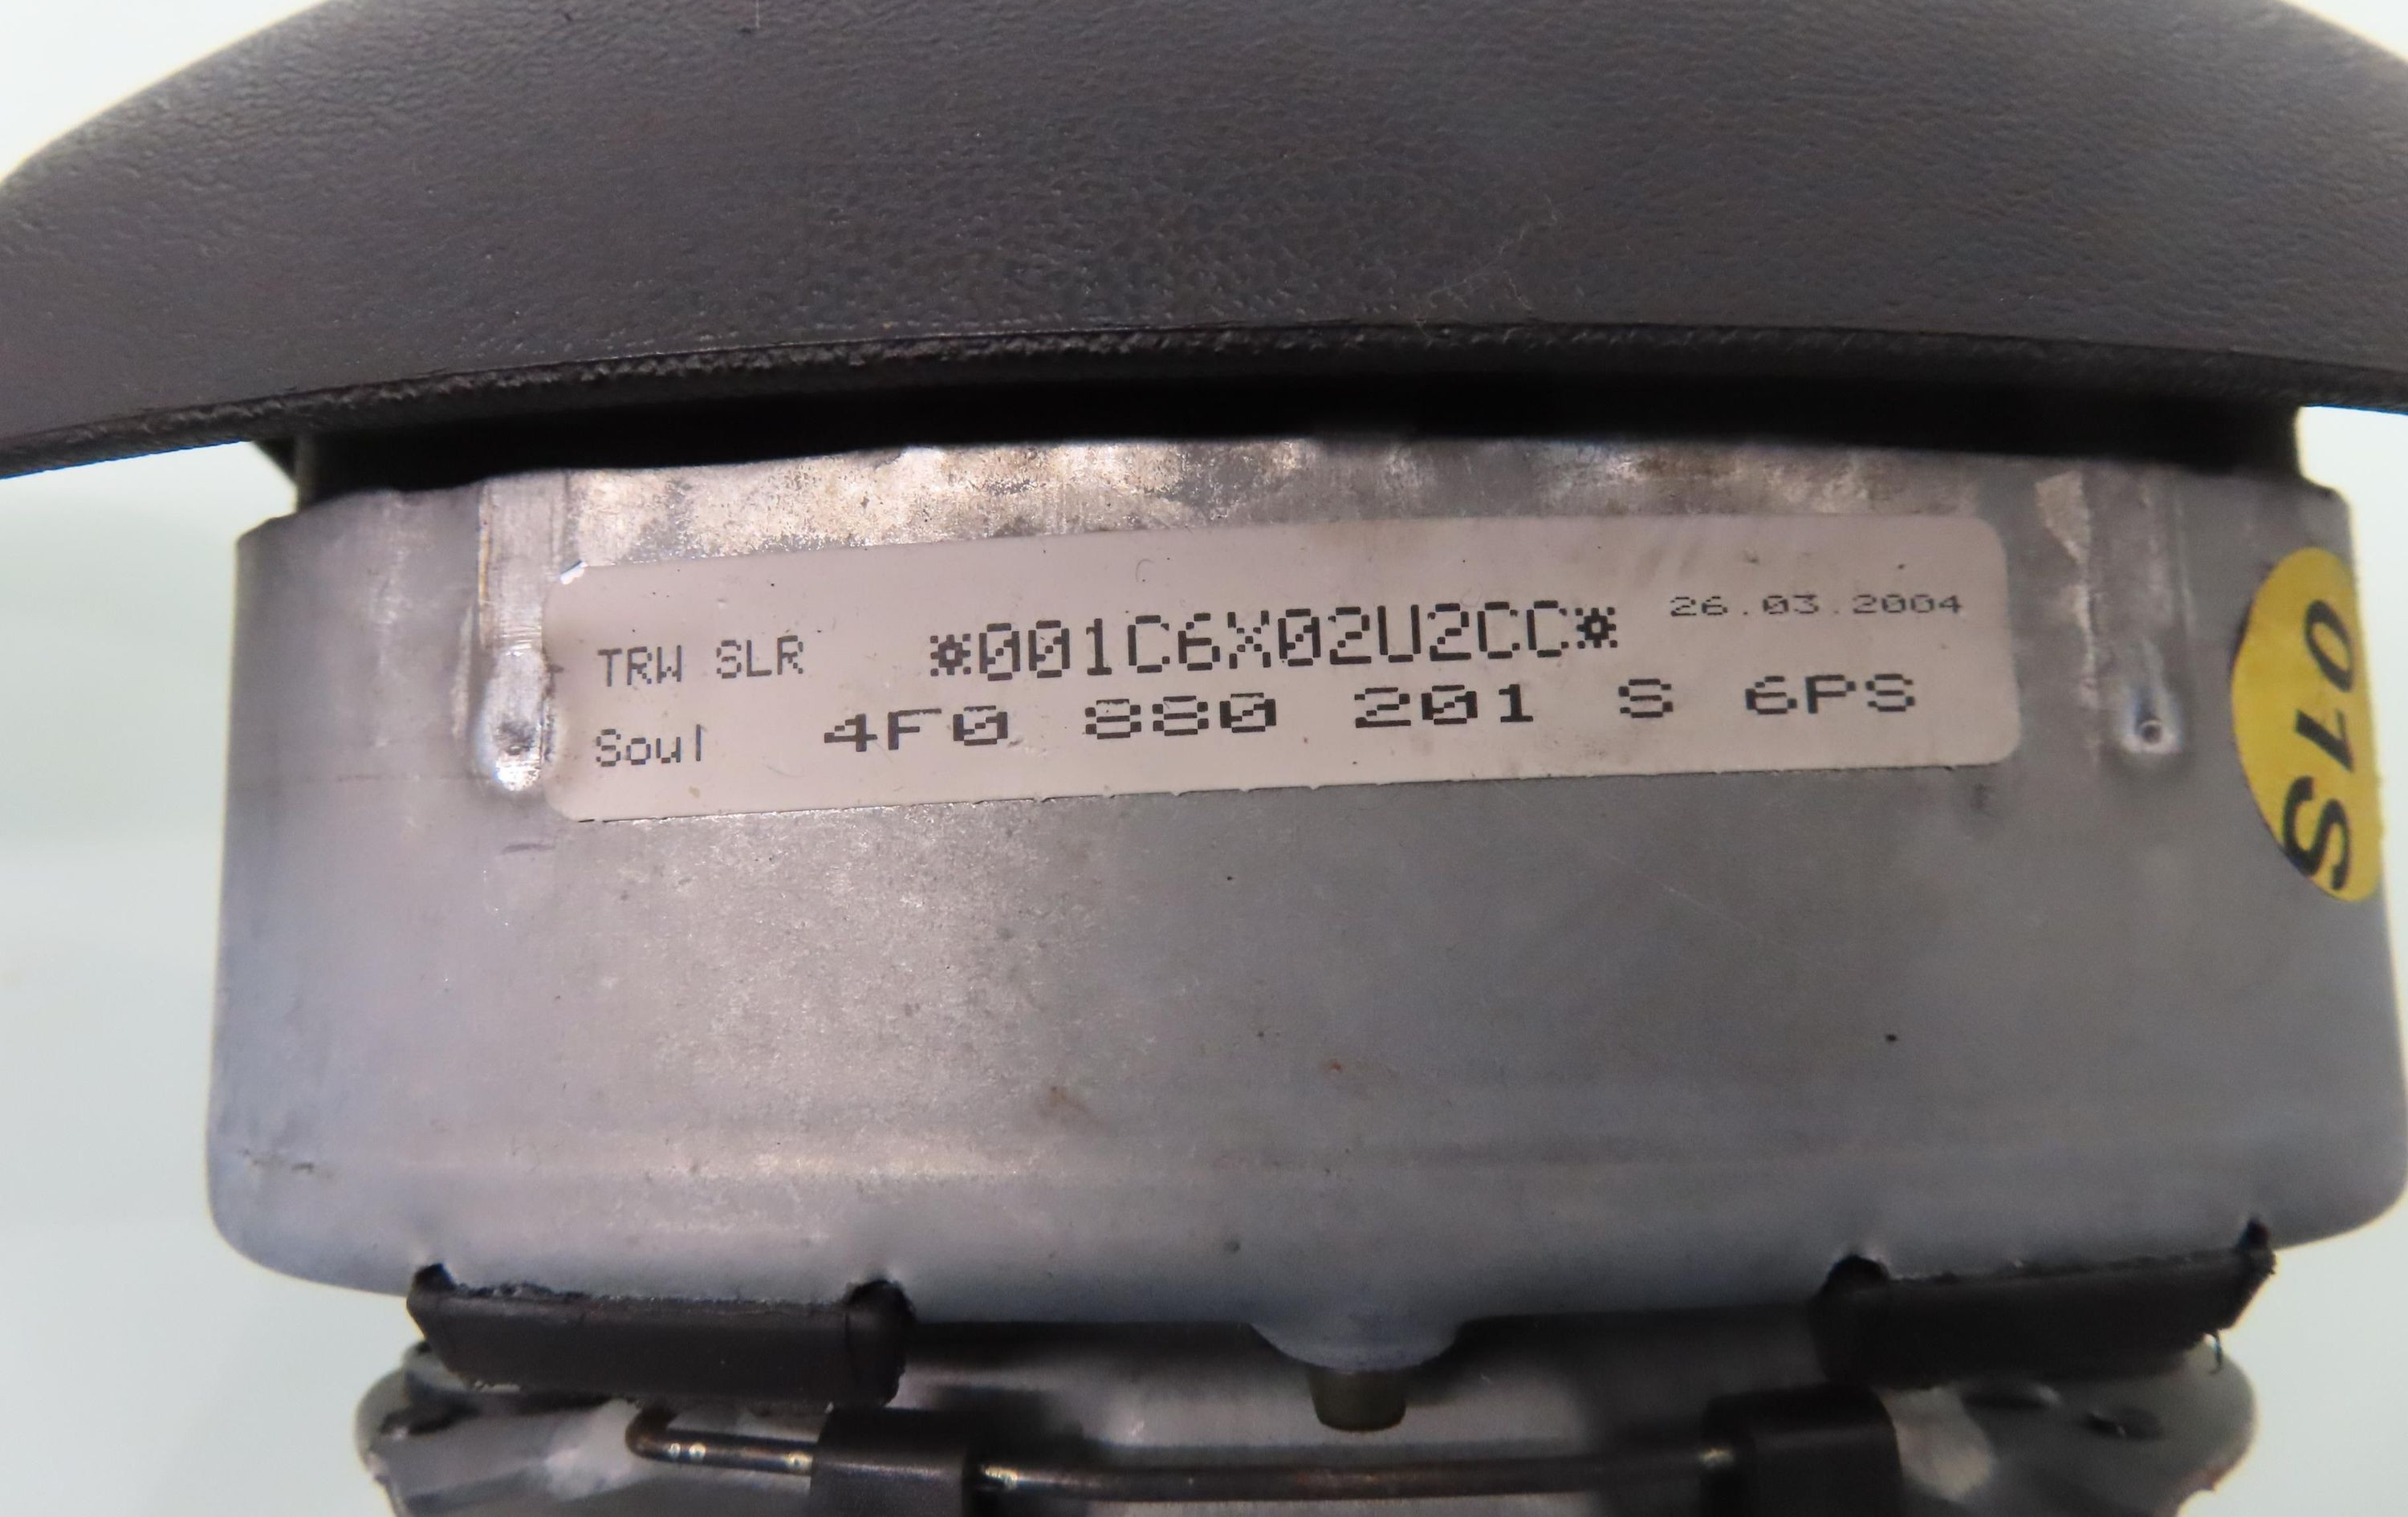 TRW SLR *001C6X02U2CC* 26.03.2004
Soul 4F0 880 201 S 6PS
01S